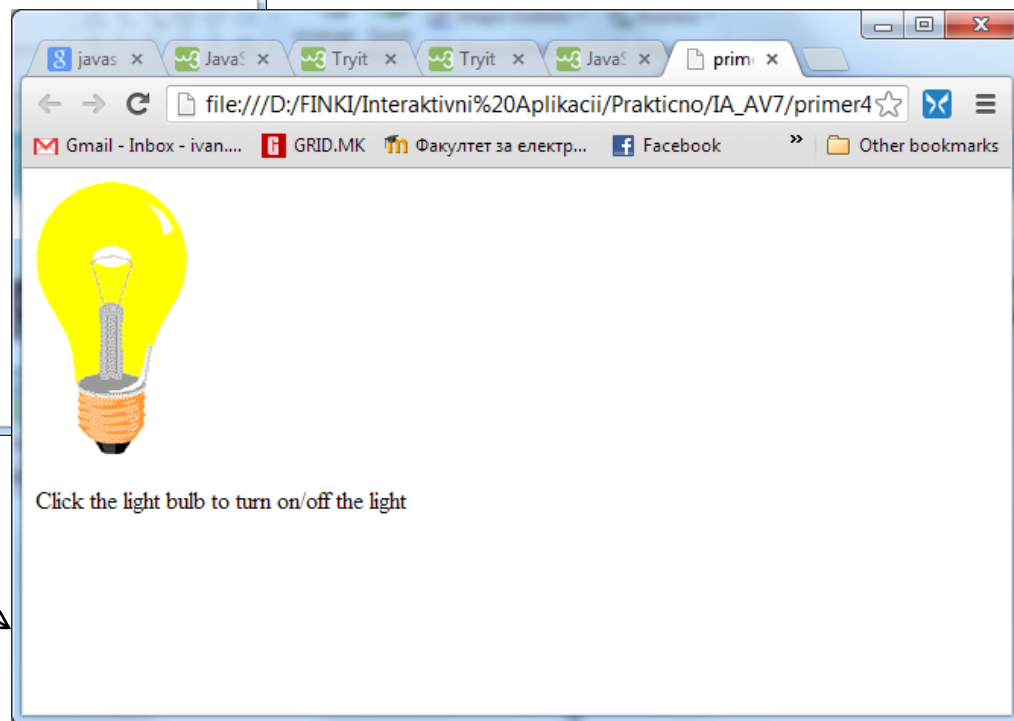 javas JavaS Tryit Tryit JavaS prim
file:///D:/FINKI/Interaktivni%20Aplikacii/Prakticno/IA_AV7/primer4
Gmail - Inbox - ivan.... GRID.MK Факултет за електр... Facebook » Other bookmarks
Click the light bulb to turn on/off the light